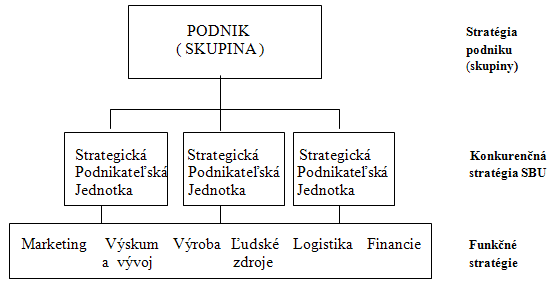 PODNIK
( SKUPINA )
Stratégia
podniku
(skupiny)
Strategická
Podnikateľská
Jednotka
Strategická
Podnikateľská
Jednotka
Strategická
Podnikateľská
Jednotka
Konkurenčná
stratégia SBU
Marketing Výskum Výroba Ľudské Logistika Financie
a vývoj zdroje
Funkčné
stratégie